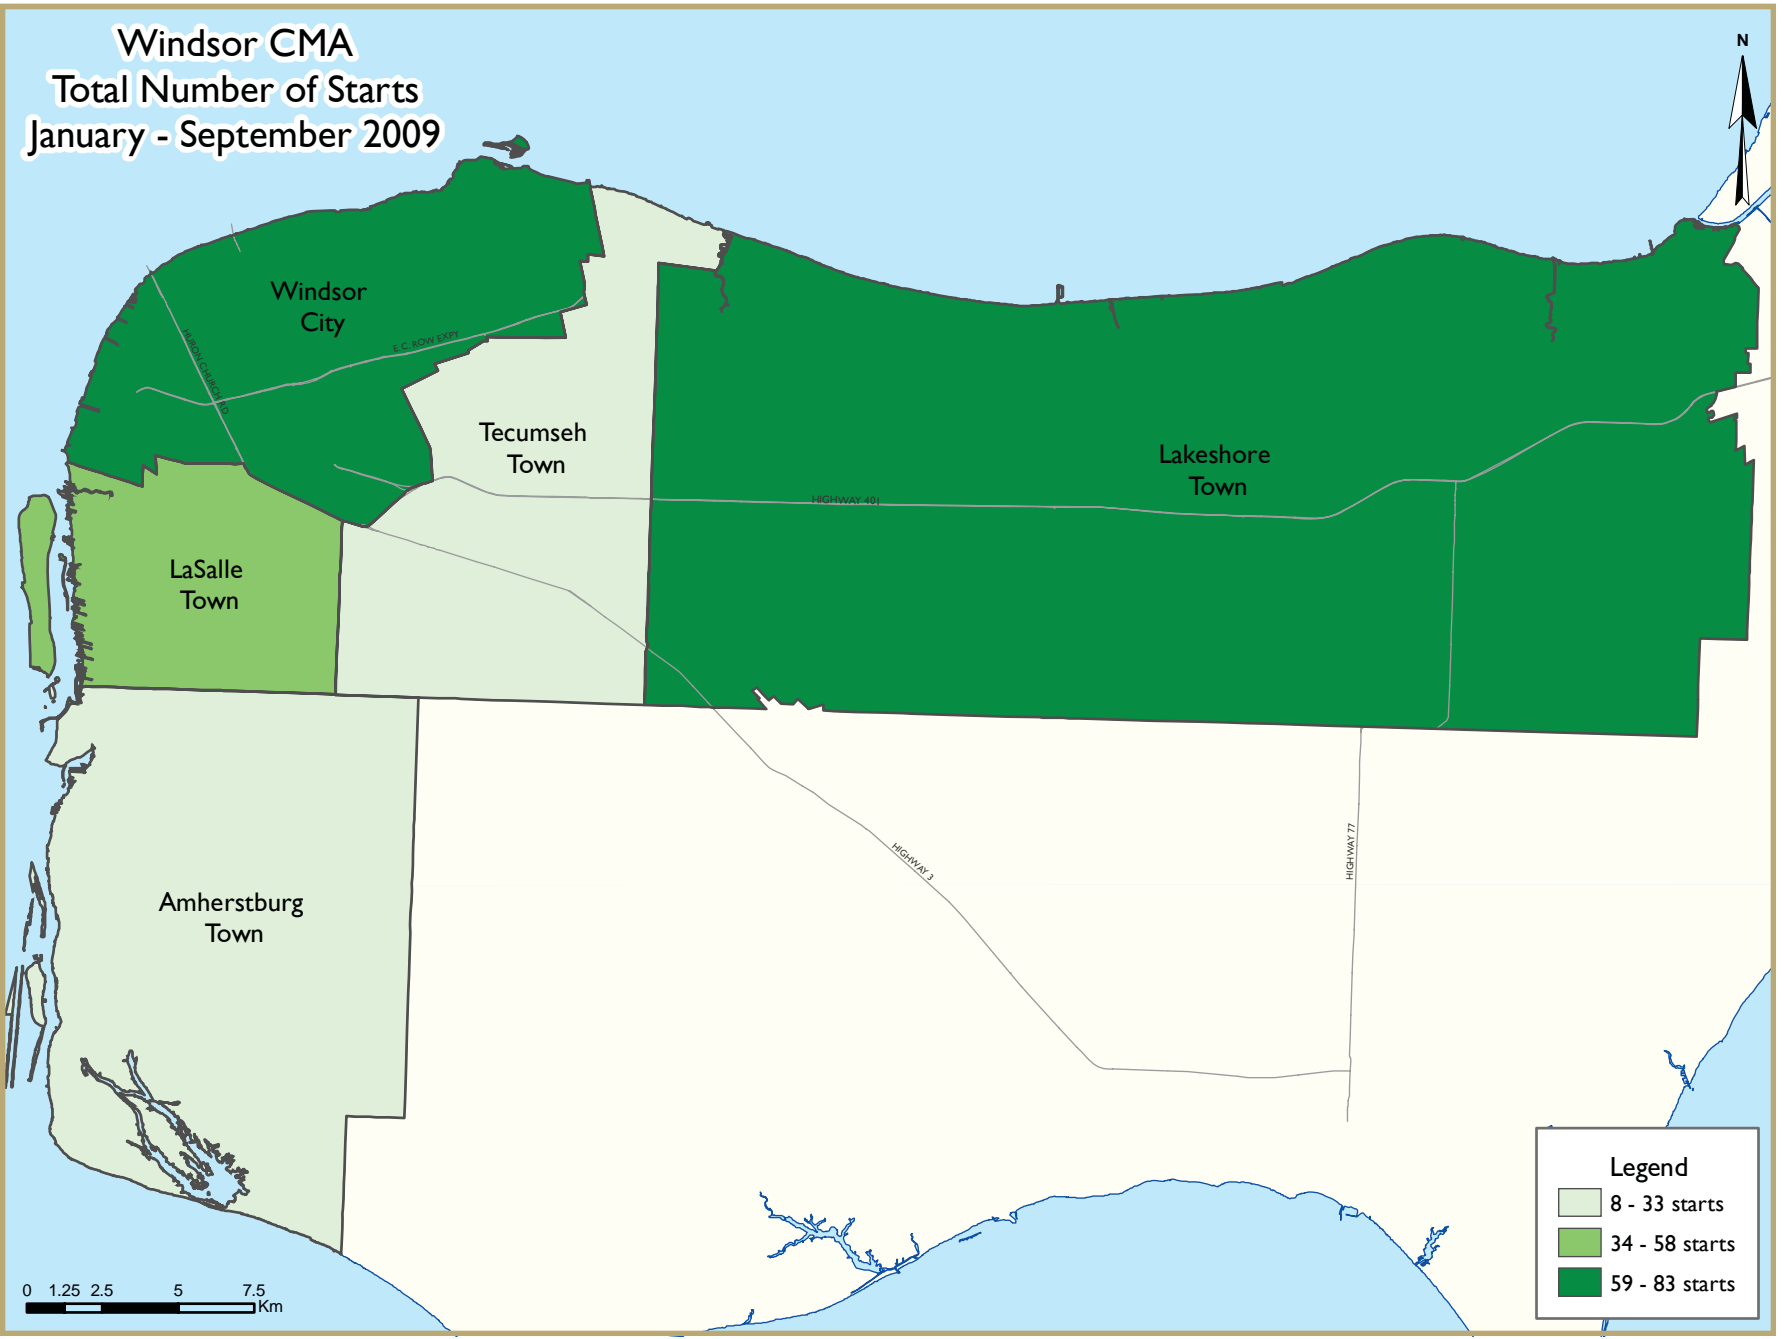 Windsor CMA
Total Number of Starts
January - September 2009
N
Windsor
City
HURON CHURCH RD
E.C. ROW EXPY
Tecumseh
Town
Lakeshore
Town
HIGHWAY 401
LaSalle
Town
HIGHWAY 77
HIGHWAY 3
Amherstburg
Town
Legend
8 - 33 starts
34 - 58 starts
59 - 83 starts
0 1.25 2.5 5 7.5
Km